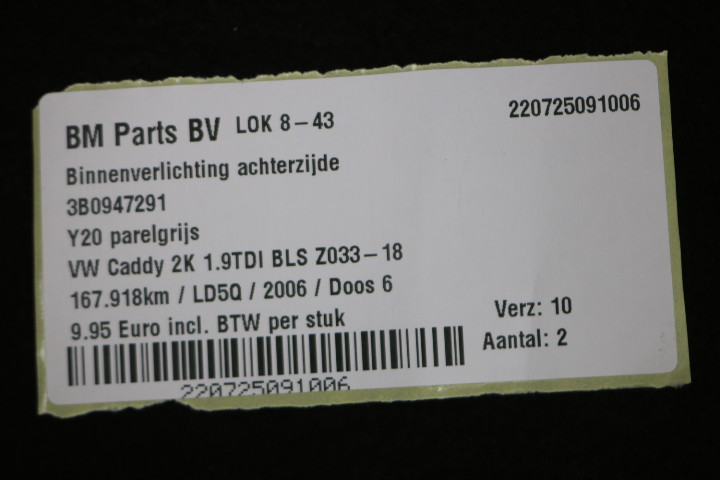 BM Parts BV LOK 8-43 220725091006
Binnenverlichting achterzijde
3B0947291
Y20 parelgrijs
VW Caddy 2K 1.9TDI BLS Z033-18
167.918km / LD5Q / 2006 / Doos 6
9.95 Euro incl. BTW per stuk
Verz: 10
Aantal: 2
220725091006